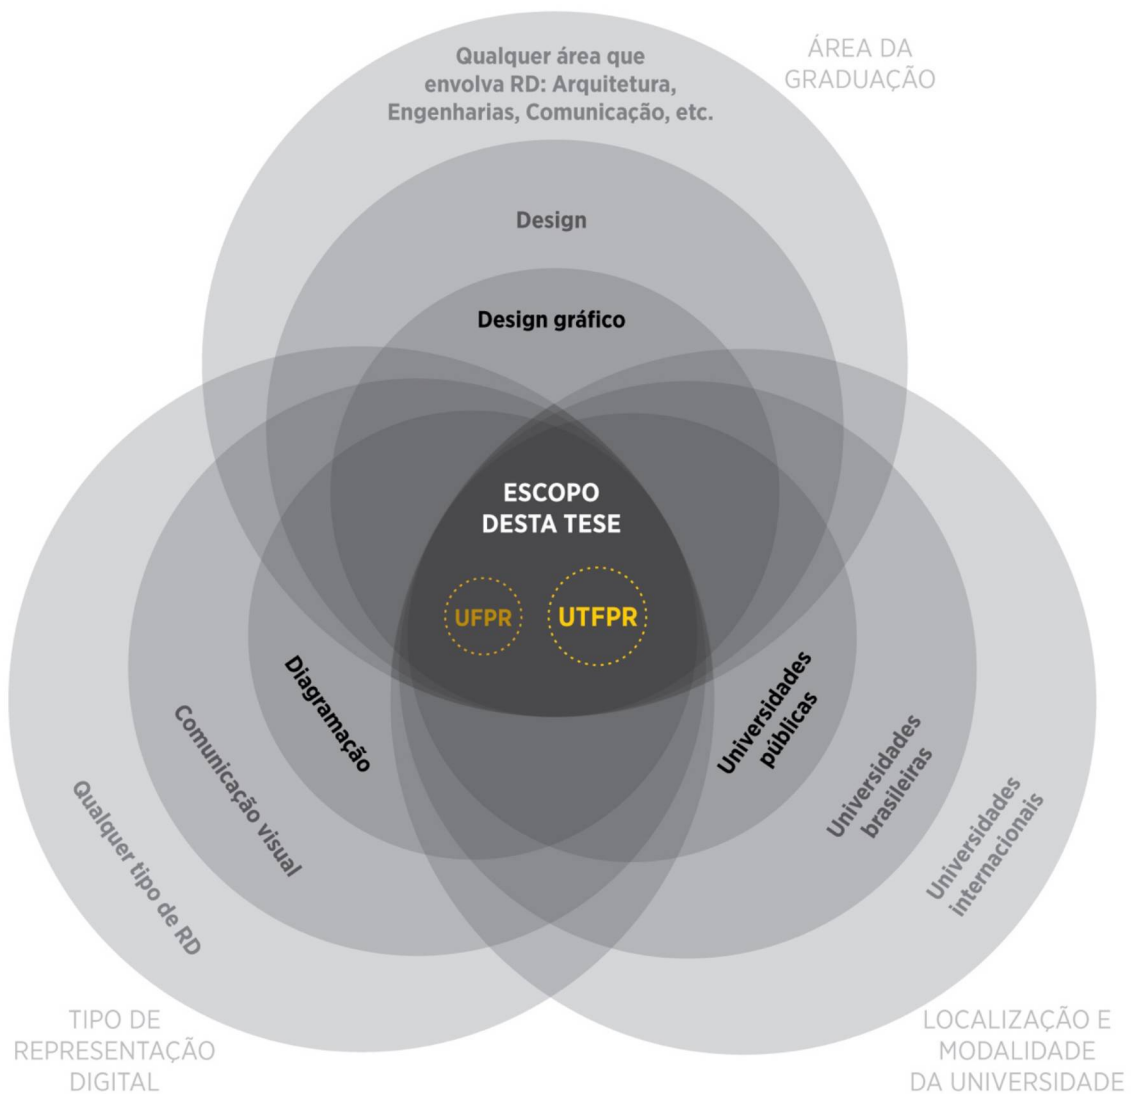 Qualquer área que
envolva RD: Arquitetura,
Engenharias, Comunicação, etc.
ÁREA DA
GRADUAÇÃO
Design
Design gráfico
ESCOPO
DESTA TESE
UFPR
UTFPR
Diagramação
Comunicação visual
Qualquer tipo de RD
Universidades
públicas
Universidades
brasileiras
Universidades
internacionais
TIPO DE
REPRESENTAÇÃO
DIGITAL
LOCALIZAÇÃO E
MODALIDADE
DA UNIVERSIDADE